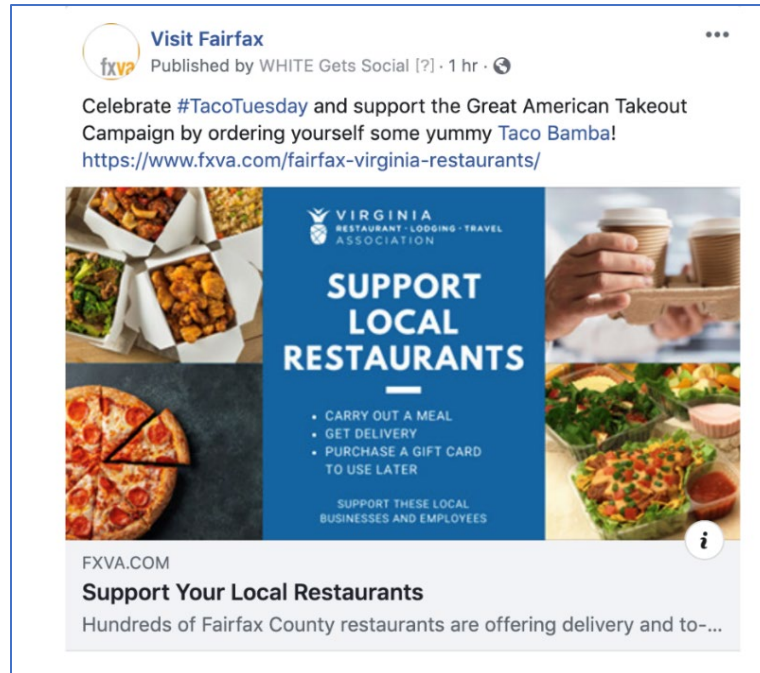 Visit Fairfax
fxva
Published by WHITE Gets Social [?] · 1 hr ·
Celebrate #TacoTuesday and support the Great American Takeout
Campaign by ordering yourself some yummy Taco Bamba!
https://www.fxva.com/fairfax-virginia-restaurants/
VIRGINIA
RESTAURANT · LODGING · TRAVEL
ASSOCIATION
SUPPORT
LOCAL
RESTAURANTS
• CARRY OUT A MEAL
• GET DELIVERY
• PURCHASE A GIFT CARD
TO USE LATER
SUPPORT THESE LOCAL
BUSINESSES AND EMPLOYEES
i
FXVA.COM
Support Your Local Restaurants
Hundreds of Fairfax County restaurants are offering delivery and to-...